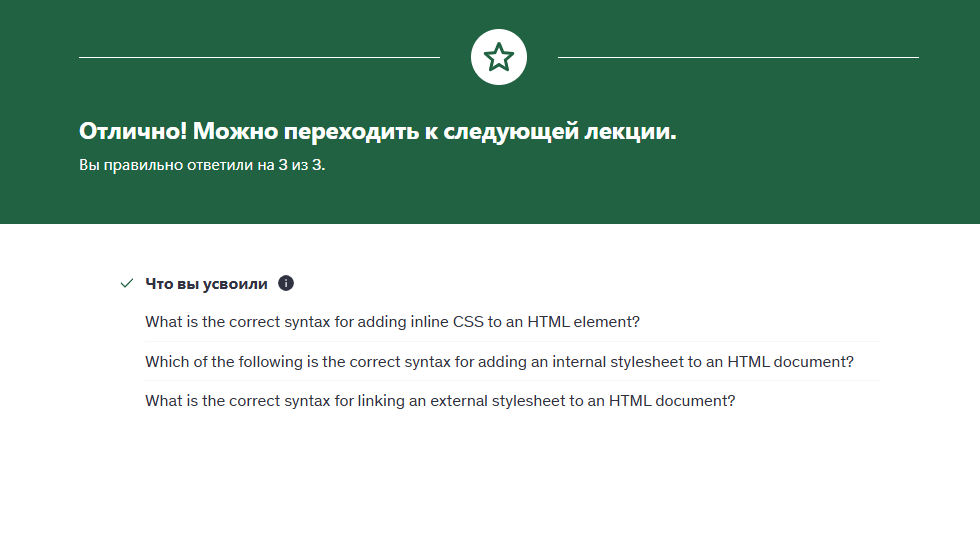 Отлично! Можно переходить к следующей лекции.
Вы правильно ответили на 3 из 3.
Что вы усвоили
What is the correct syntax for adding inline CSS to an HTML element?
Which of the following is the correct syntax for adding an internal stylesheet to an HTML document?
What is the correct syntax for linking an external stylesheet to an HTML document?